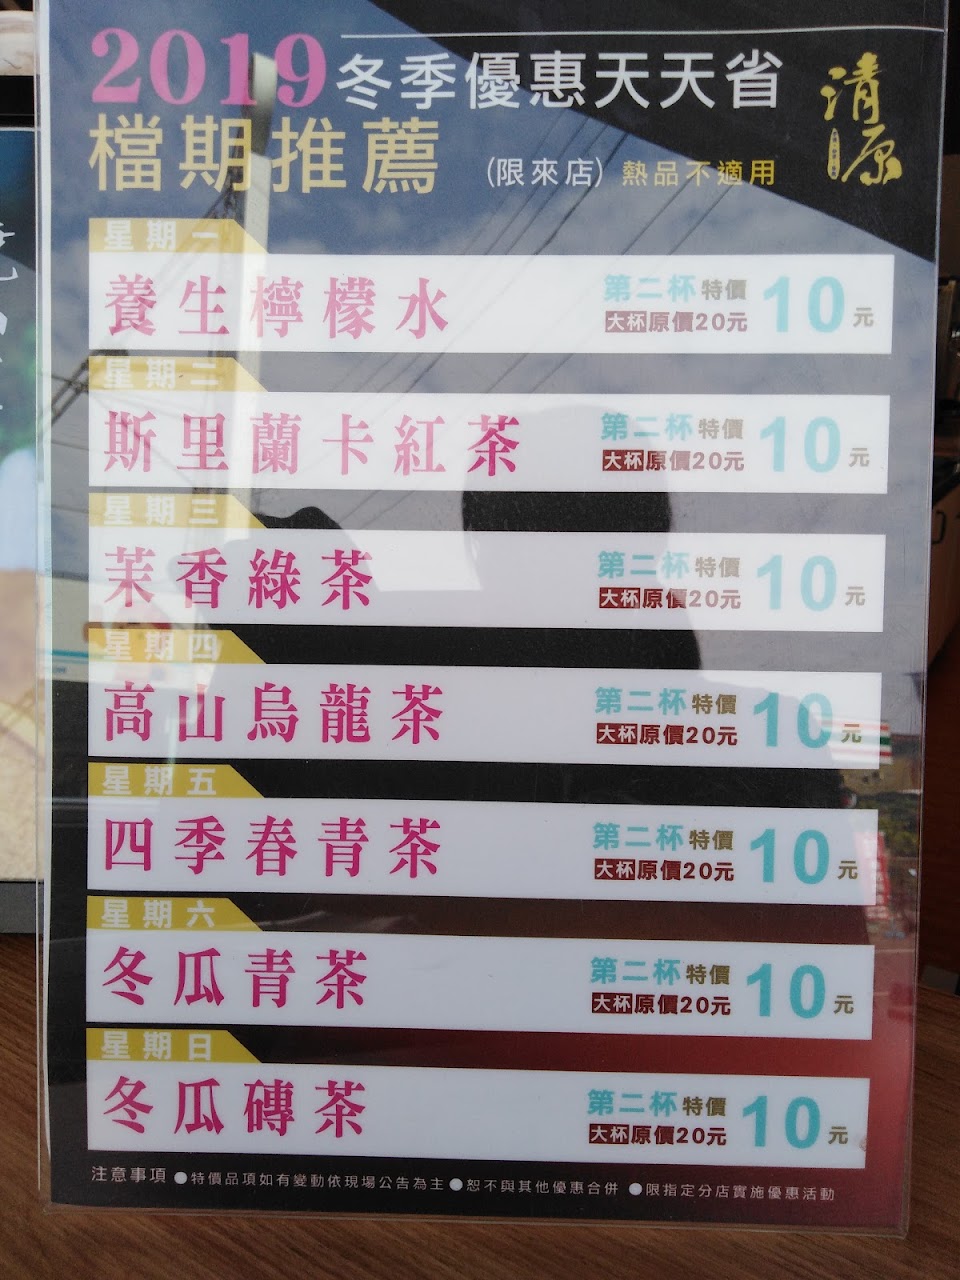 2019冬季優惠天天省
清原
檔期推薦 (限來店) 熱品不適用
星期一
養生檸檬水 第二杯特價 10元
大杯原價20元
星期二
斯里蘭卡紅茶 第二杯特價 10元
大杯原價20元
星期三
茉香綠茶 第二杯特價 10元
大杯原價20元
星期四
高山烏龍茶 第二杯特價 10元
大杯原價20元
星期五
四季春青茶 第二杯特價 10元
大杯原價20元
星期六
冬瓜青茶 第二杯特價 10元
大杯原價20元
星期日
冬瓜磚茶 第二杯特價 10元
大杯原價20元
注意事項 ●特價品項如有變動依現場公告為主 ●恕不與其他優惠合併 ●限指定分店實施優惠活動